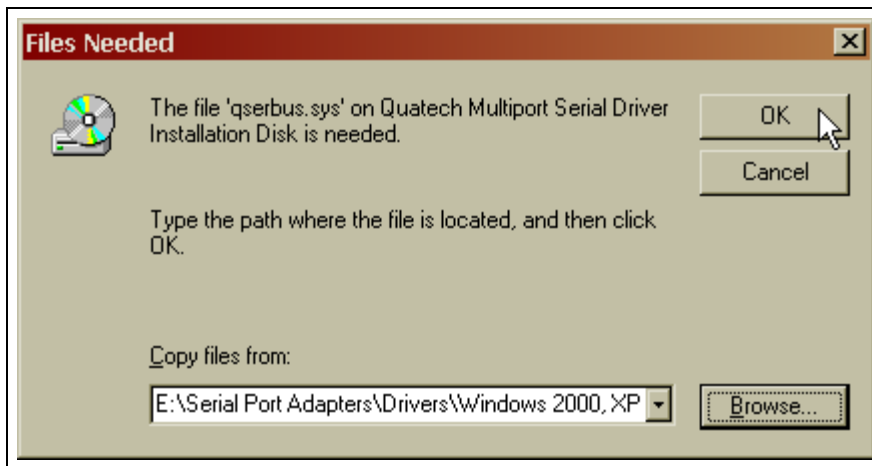 Files Needed
The file 'qserbus.sys' on Quatech Multiport Serial Driver
Installation Disk is needed.
OK
Cancel
Type the path where the file is located, and then click
OK.
Copy files from:
E:\Serial Port Adapters\Drivers\Windows 2000, XP
Browse...